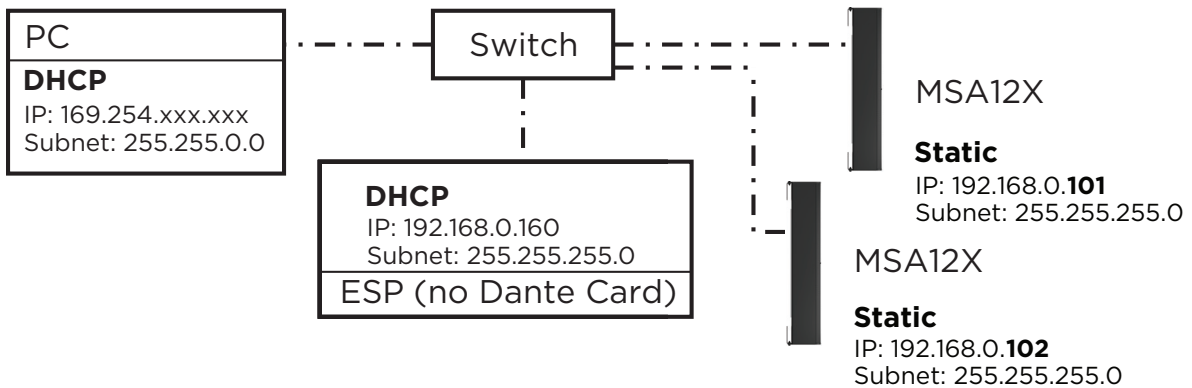 PC
DHCP
IP: 169.254.xxx.xxx
Subnet: 255.255.0.0
Switch
DHCP
IP: 192.168.0.160
Subnet: 255.255.255.0
ESP (no Dante Card)
MSA12X
Static
IP: 192.168.0.101
Subnet: 255.255.255.0
MSA12X
Static
IP: 192.168.0.102
Subnet: 255.255.255.0